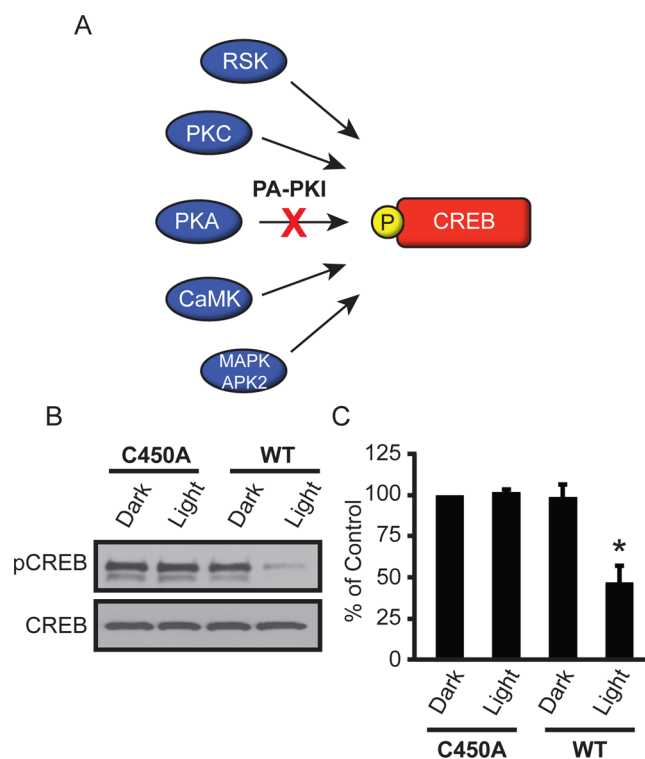 A
RSK
PKC
PA-PKI
PKA
X
P
CREB
CaMK
MAPK
APK2
B
C450A
WT
Dark
Light
Dark
Light
pCREB
CREB
C
% of Control
125
100
75
50
25
0
*
Dark
Light
Dark
Light
C450A
WT